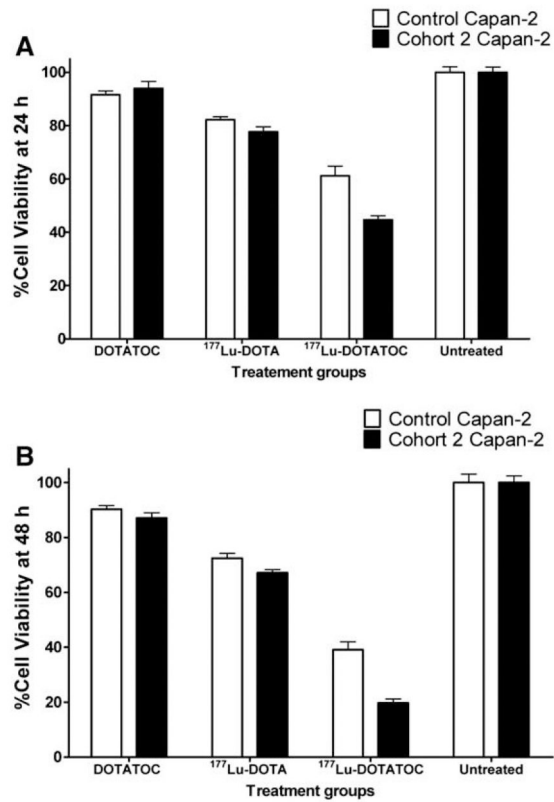 Control Capan-2
Cohort 2 Capan-2
A
%Cell Viability at 24 h
100
80
60
40
20
0
DOTATOC
¹⁷⁷Lu-DOTA
¹⁷⁷Lu-DOTATOC
Untreated
Treatement groups
Control Capan-2
Cohort 2 Capan-2
B
%Cell Viability at 48 h
100
80
60
40
20
0
DOTATOC
¹⁷⁷Lu-DOTA
¹⁷⁷Lu-DOTATOC
Untreated
Treatment groups